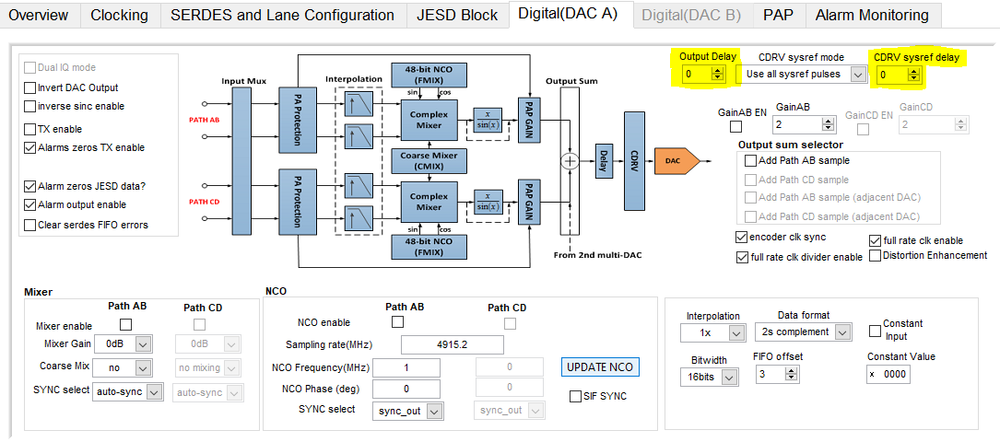 Overview Clocking SERDES and Lane Configuration JESD Block Digital(DAC A) Digital(DAC B) PAP Alarm Monitoring
Dual IQ mode
Invert DAC Output
inverse sinc enable
TX enable
Alarms zeros TX enable
Alarm zeros JESD data?
Alarm output enable
Clear serdes FIFO errors
Input Mux
PATH AB
PATH CD
PA Protection
PA Protection
Interpolation
48-bit NCO
(FMIX)
sin cos
Complex
Mixer
Coarse Mixer
(CMIX)
Complex
Mixer
sin cos
48-bit NCO
(FMIX)
x
sin(x)
x
sin(x)
PAP GAIN
PAP GAIN
Output Sum
From 2nd multi-DAC
Delay
CDRV
DAC
Output Delay CDRV sysref mode CDRV sysref delay
0 Use all sysref pulses 0
GainAB EN GainAB GainCD EN GainCD
2 2
Output sum selector
Add Path AB sample
Add Path CD sample
Add Path AB sample (adjacent DAC)
Add Path CD sample (adjacent DAC)
encoder clk sync full rate clk enable
full rate clk divider enable Distortion Enhancement
Mixer
Path AB Path CD
Mixer enable
Mixer Gain 0dB 0dB
Coarse Mix no no mixing
SYNC select auto-sync auto-sync
NCO
Path AB Path CD
NCO enable
Sampling rate(MHz) 4915.2
NCO Frequency(MHz) 1 0
NCO Phase (deg) 0 0
SYNC select sync_out sync_out
UPDATE NCO
SIF SYNC
Interpolation Data format
1x 2s complement Constant
Input
Bitwidth FIFO offset Constant Value
16bits 3 x 0000